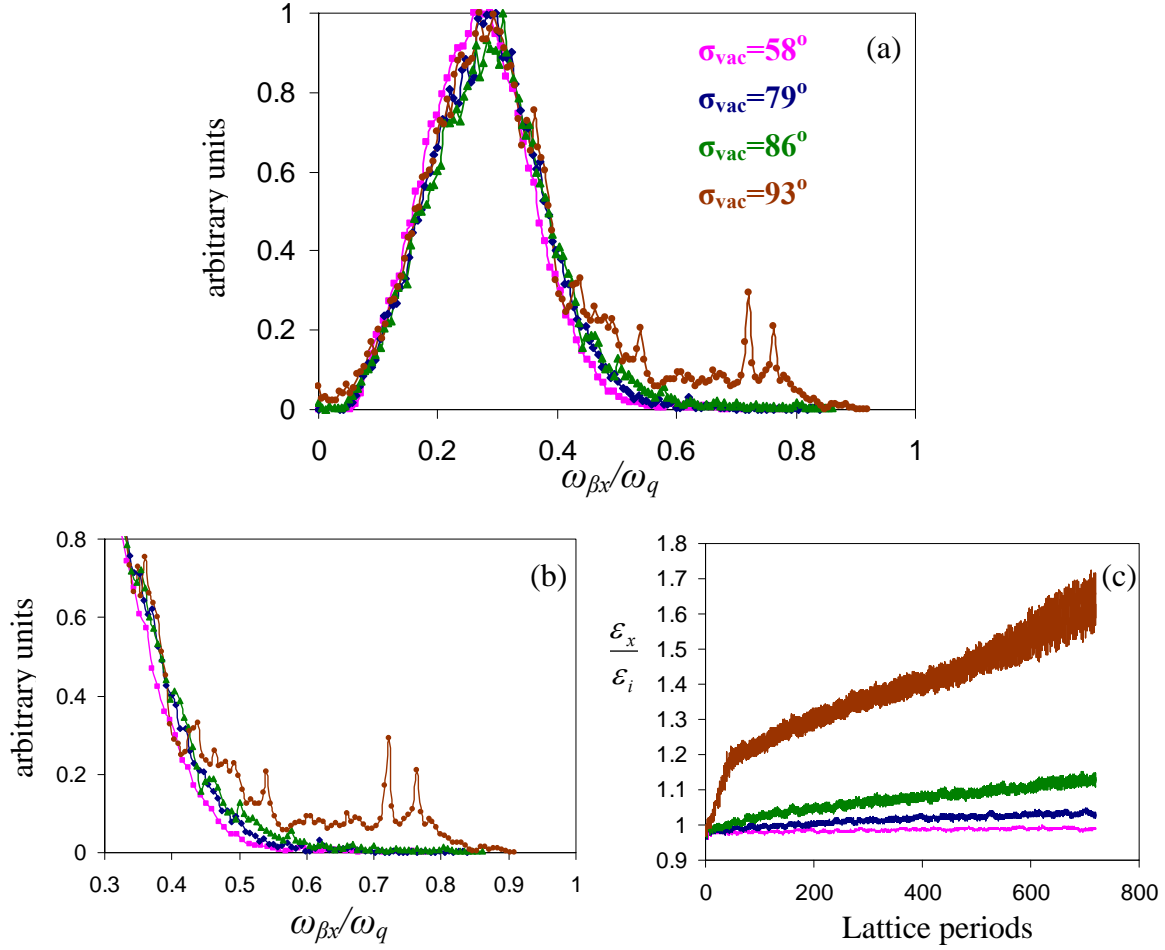 1
0.8
0.6
0.4
0.2
0
arbitrary units
(a)
σvac=58º
σvac=79º
σvac=86º
σvac=93º
0 0.2 0.4 0.6 0.8 1
ωβx/ωq
0.8
0.6
0.4
0.2
0
arbitrary units
(b)
0.3 0.4 0.5 0.6 0.7 0.8 0.9 1
ωβx/ωq
1.8
1.7
1.6
1.5
1.4
1.3
1.2
1.1
1
0.9
εx
εi
(c)
0 200 400 600 800
Lattice periods